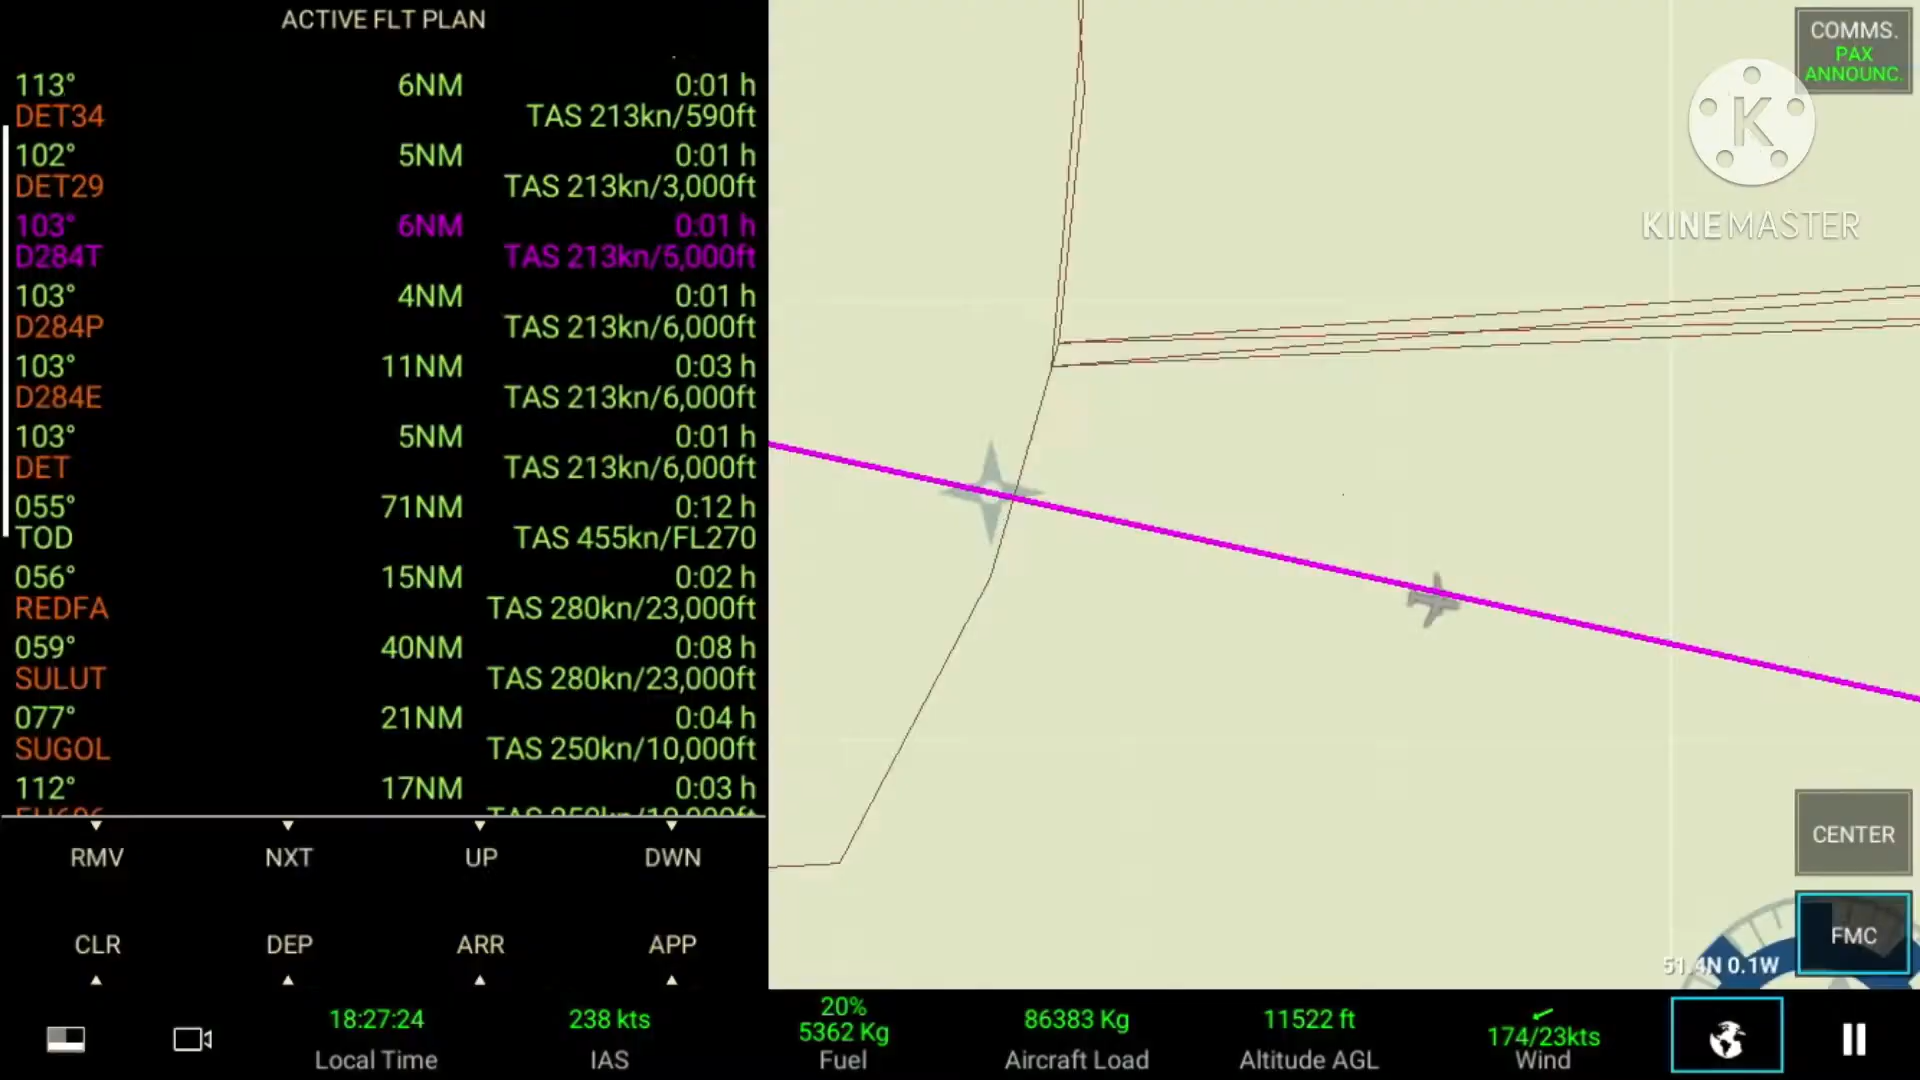 ACTIVE FLT PLAN
113° 6NM 0:01 h
DET34 TAS 213kn/590ft
102° 5NM 0:01 h
DET29 TAS 213kn/3,000ft
103° 6NM 0:01 h
D284T TAS 213kn/5,000ft
103° 4NM 0:01 h
D284P TAS 213kn/6,000ft
103° 11NM 0:03 h
D284E TAS 213kn/6,000ft
103° 5NM 0:01 h
DET TAS 213kn/6,000ft
055° 71NM 0:12 h
TOD TAS 455kn/FL270
056° 15NM 0:02 h
REDFA TAS 280kn/23,000ft
059° 40NM 0:08 h
SULUT TAS 280kn/23,000ft
077° 21NM 0:04 h
SUGOL TAS 250kn/10,000ft
112° 17NM 0:03 h
RMV NXT UP DWN
CLR DEP ARR APP
COMMS.
PAX
ANNOUNC.
K
KINEMASTER
CENTER
FMC
51.4N 0.1W
18:27:24
Local Time
238 kts
IAS
20%
5362 Kg
Fuel
86383 Kg
Aircraft Load
11522 ft
Altitude AGL
174/23kts
Wind